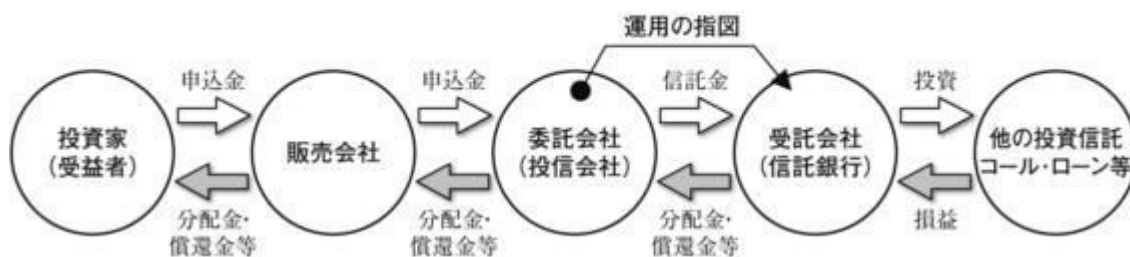 運用の指図
申込金
申込金
信託金
投資
投資家
(受益者)
販売会社
委託会社
(投信会社)
受託会社
(信託銀行)
他の投資信託
コール・ローン等
分配金・
償還金等
分配金・
償還金等
分配金・
償還金等
損益